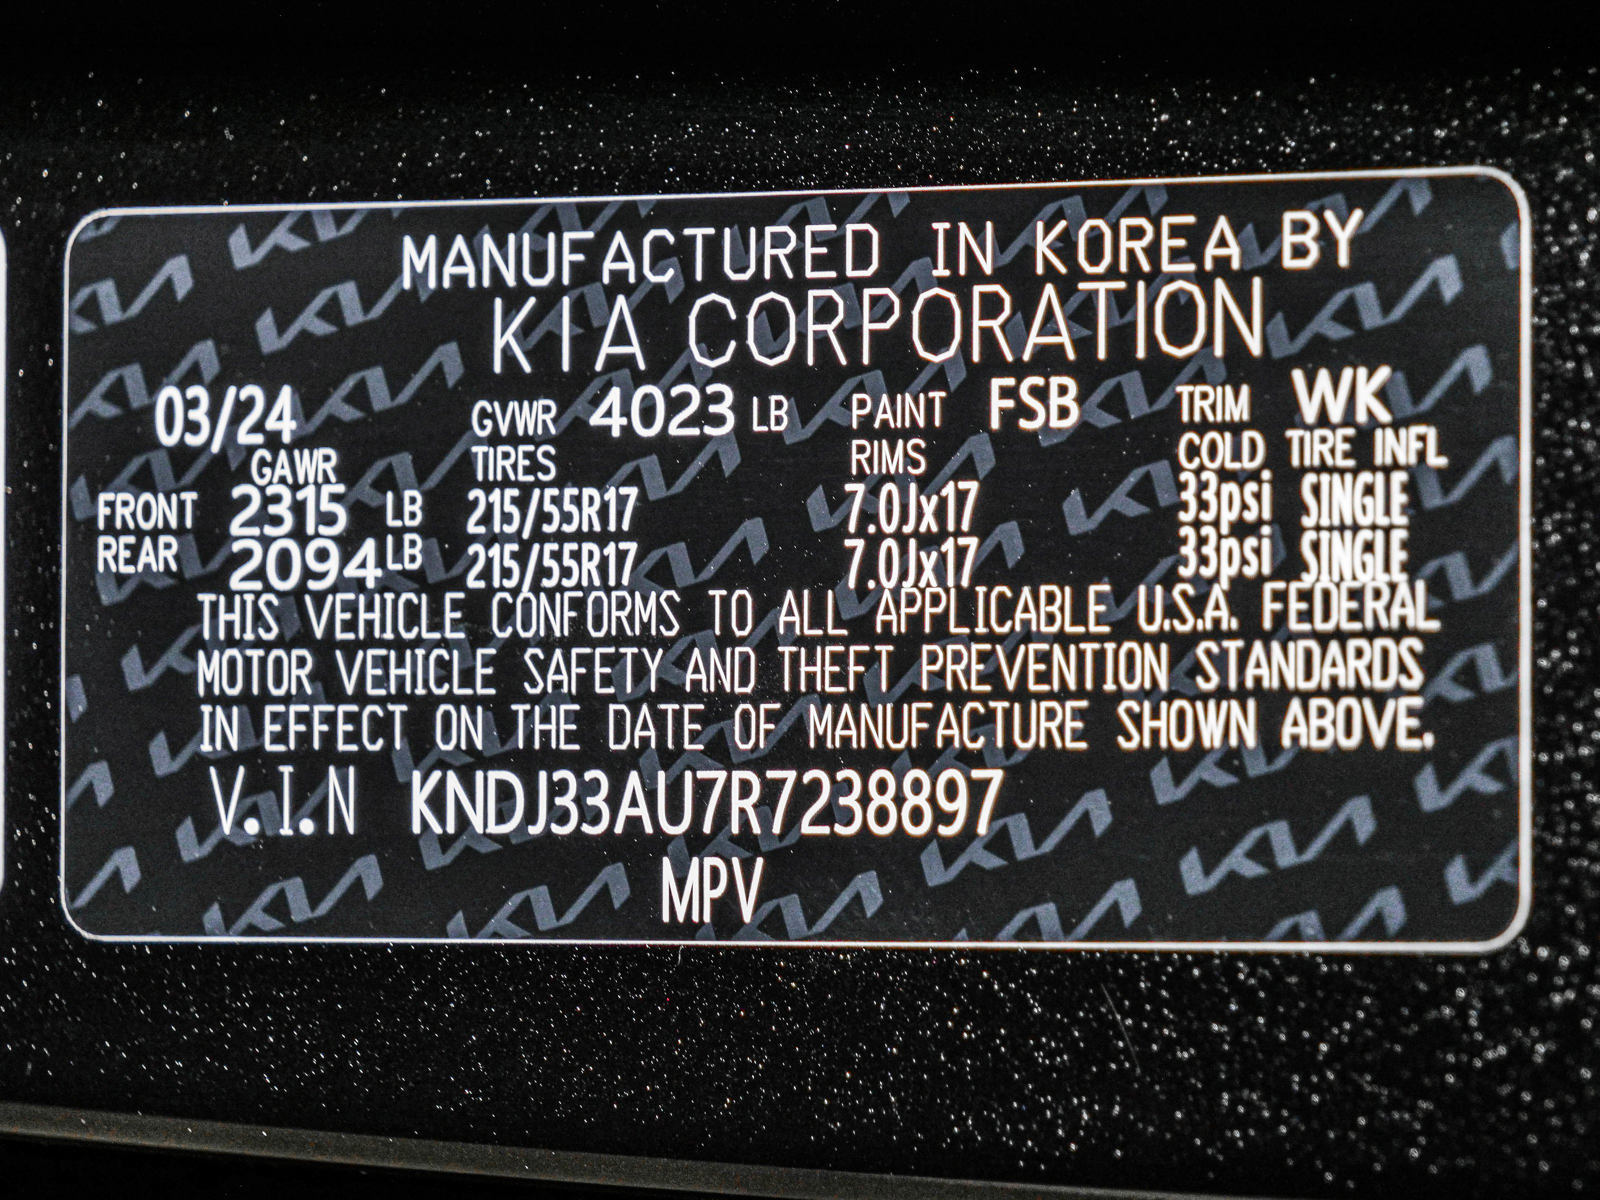 MANUFACTURED IN KOREA BY
KIA CORPORATION
03/24 GVWR 4023 LB PAINT FSB TRIM WK
GAWR TIRES RIMS COLD TIRE INFL
FRONT 2315 LB 215/55R17 7.0Jx17 33psi SINGLE
REAR 2094 LB 215/55R17 7.0Jx17 33psi SINGLE
THIS VEHICLE CONFORMS TO ALL APPLICABLE U.S.A. FEDERAL
MOTOR VEHICLE SAFETY AND THEFT PREVENTION STANDARDS
IN EFFECT ON THE DATE OF MANUFACTURE SHOWN ABOVE.
V.I.N KNDJ33AU7R7238897
MPV